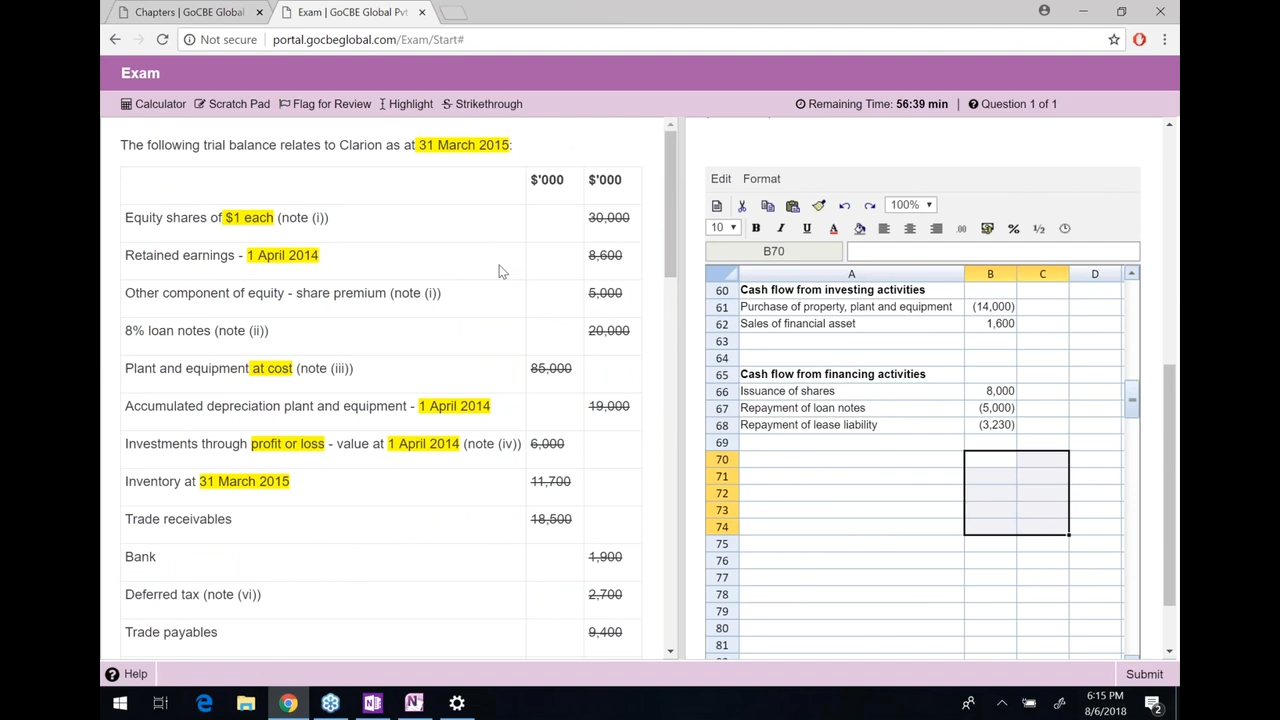 Chapters | GoCBE Global
Exam | GoCBE Global Pvt
Not secure
portal.gocbeglobal.com/Exam/Start#
Exam
Calculator Scratch Pad Flag for Review Highlight Strikethrough
Remaining Time: 56:39 min | Question 1 of 1
The following trial balance relates to Clarion as at 31 March 2015:
$'000 $'000
Equity shares of $1 each (note (i)) 30,000
Retained earnings - 1 April 2014 8,600
Other component of equity - share premium (note (i)) 5,000
8% loan notes (note (ii)) 20,000
Plant and equipment at cost (note (iii)) 85,000
Accumulated depreciation plant and equipment - 1 April 2014 19,000
Investments through profit or loss - value at 1 April 2014 (note (iv)) 6,000
Inventory at 31 March 2015 11,700
Trade receivables 18,500
Bank 1,900
Deferred tax (note (vi)) 2,700
Trade payables 9,400
Edit Format
100%
10 B I U A .00 % ½
B70
A B C D
60 Cash flow from investing activities
61 Purchase of property, plant and equipment (14,000)
62 Sales of financial asset 1,600
63
64
65 Cash flow from financing activities
66 Issuance of shares 8,000
67 Repayment of loan notes (5,000)
68 Repayment of lease liability (3,230)
69
70
71
72
73
74
75
76
77
78
79
80
81
Help
Submit
6:15 PM
8/6/2018
2